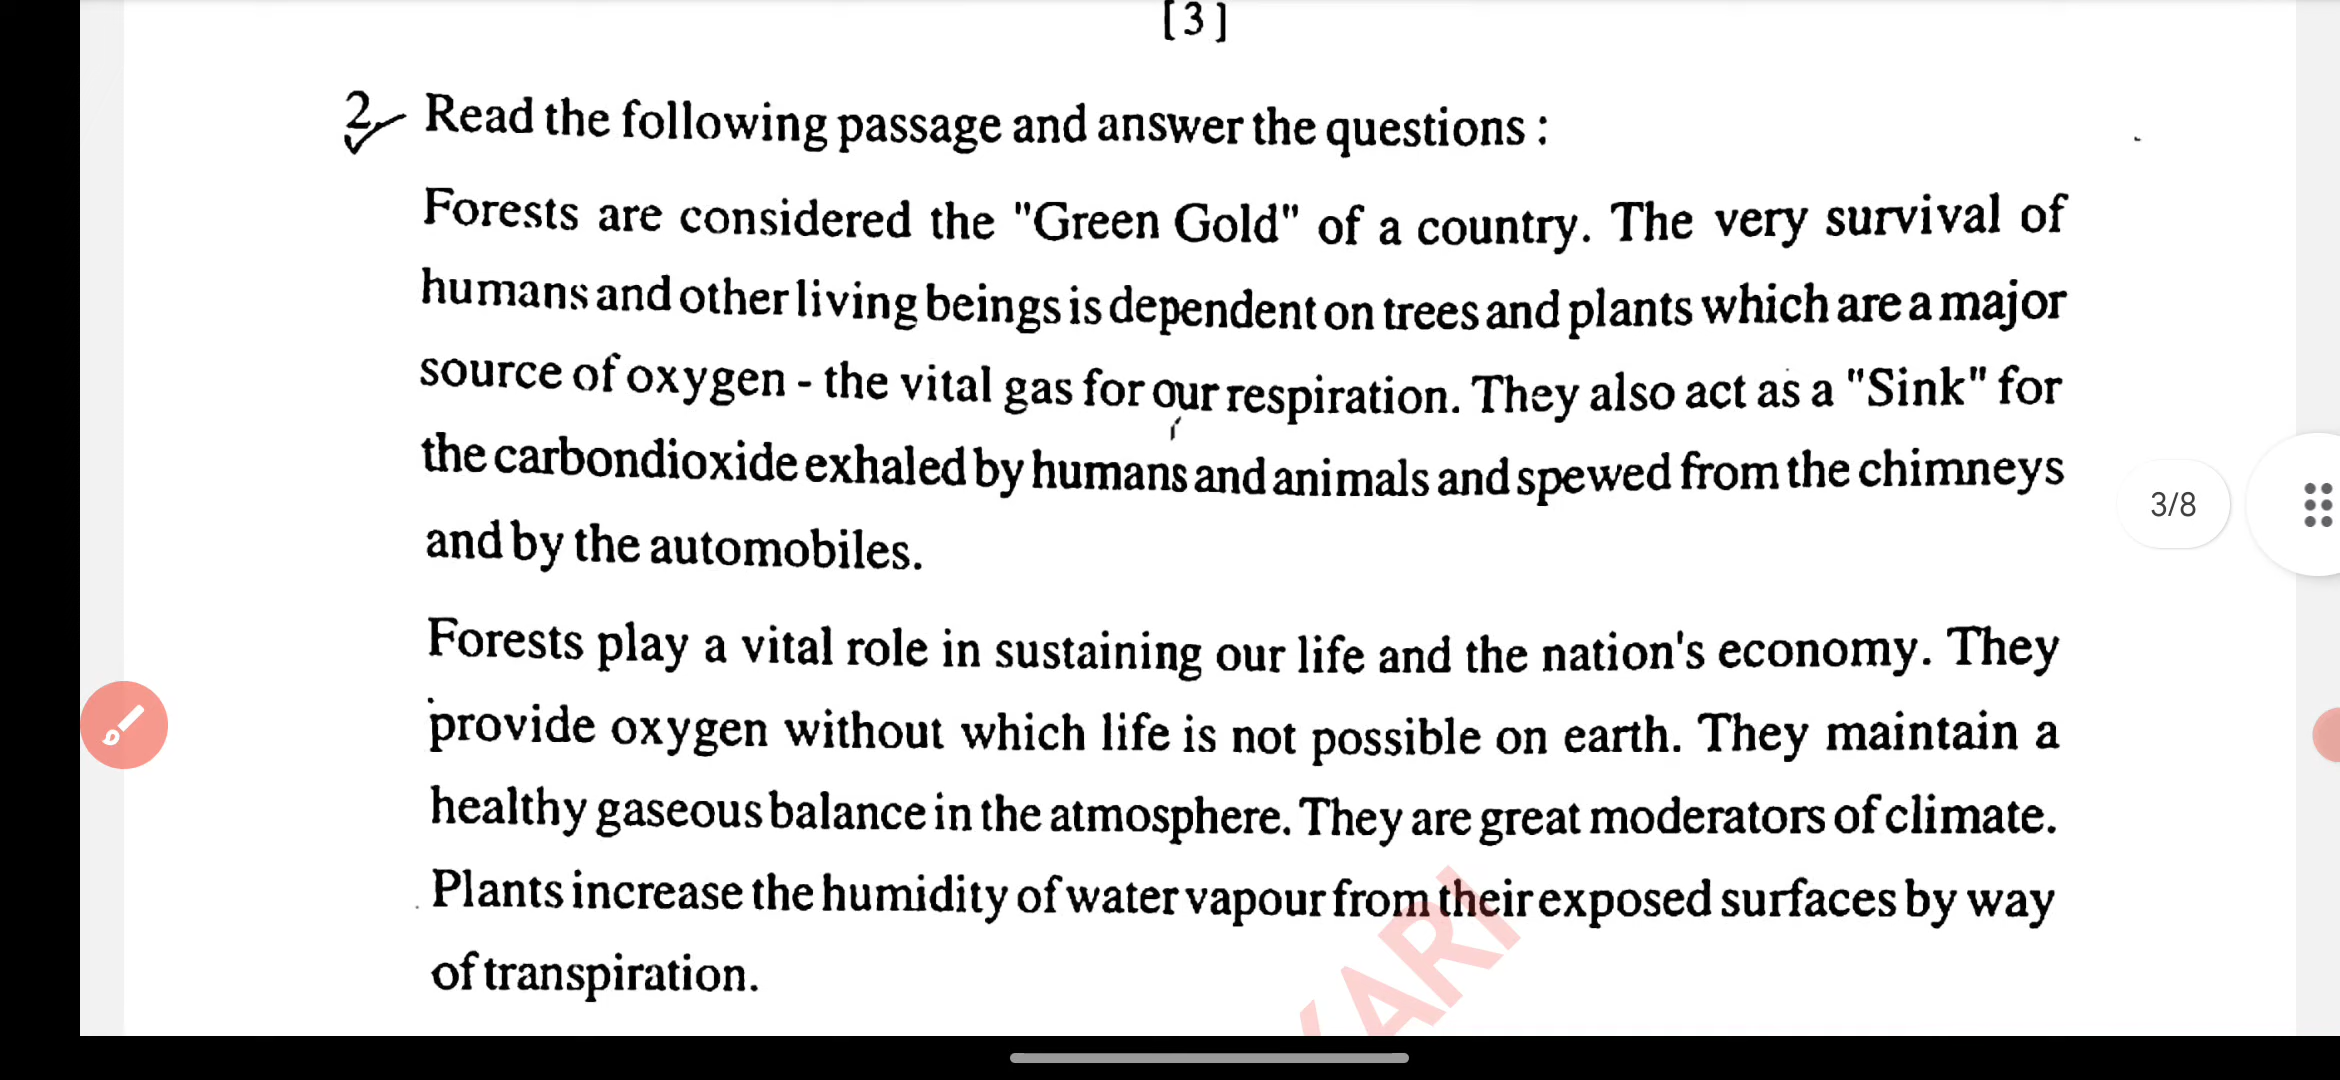 [3]
2. Read the following passage and answer the questions :
Forests are considered the "Green Gold" of a country. The very survival of
humans and other living beings is dependent on trees and plants which are a major
source of oxygen - the vital gas for our respiration. They also act as a "Sink" for
the carbondioxide exhaled by humans and animals and spewed from the chimneys
and by the automobiles.
3/8
Forests play a vital role in sustaining our life and the nation's economy. They
provide oxygen without which life is not possible on earth. They maintain a
healthy gaseous balance in the atmosphere. They are great moderators of climate.
Plants increase the humidity of water vapour from their exposed surfaces by way
of transpiration.
KARI